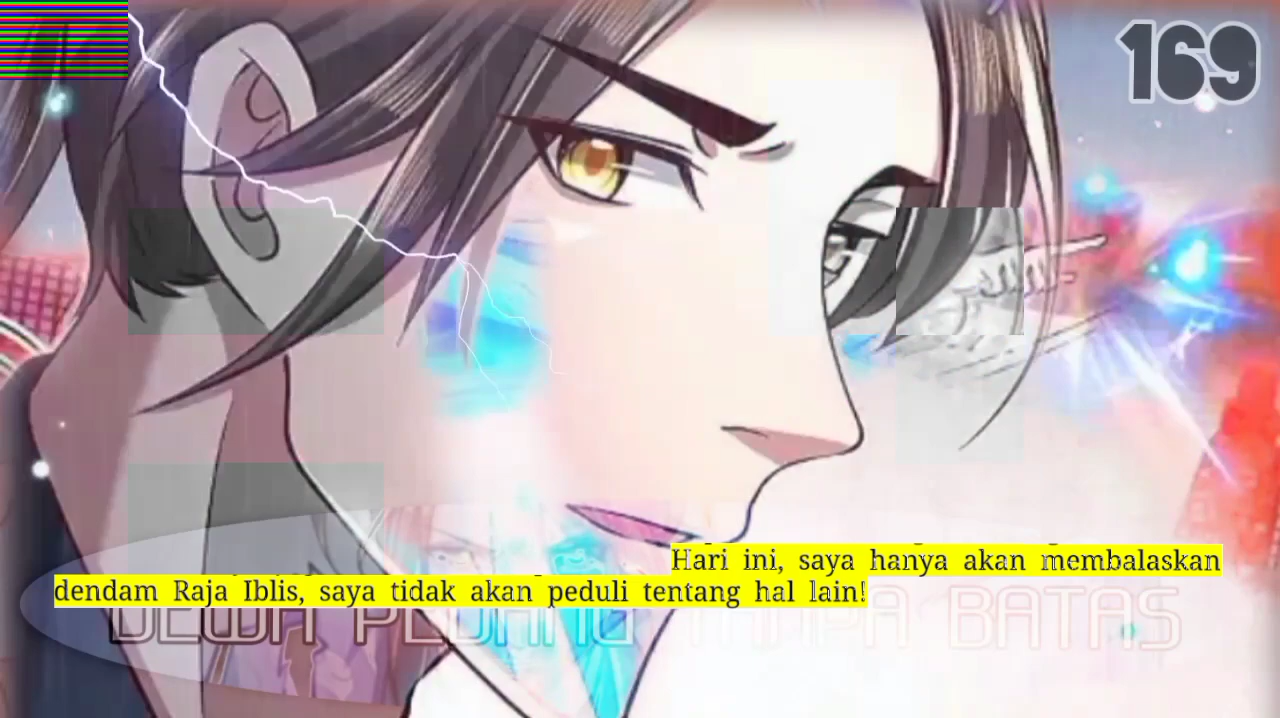 169
Hari ini, saya hanya akan membalaskan
dendam Raja Iblis, saya tidak akan peduli tentang hal lain!
DEWA PEDANG TANPA BATAS